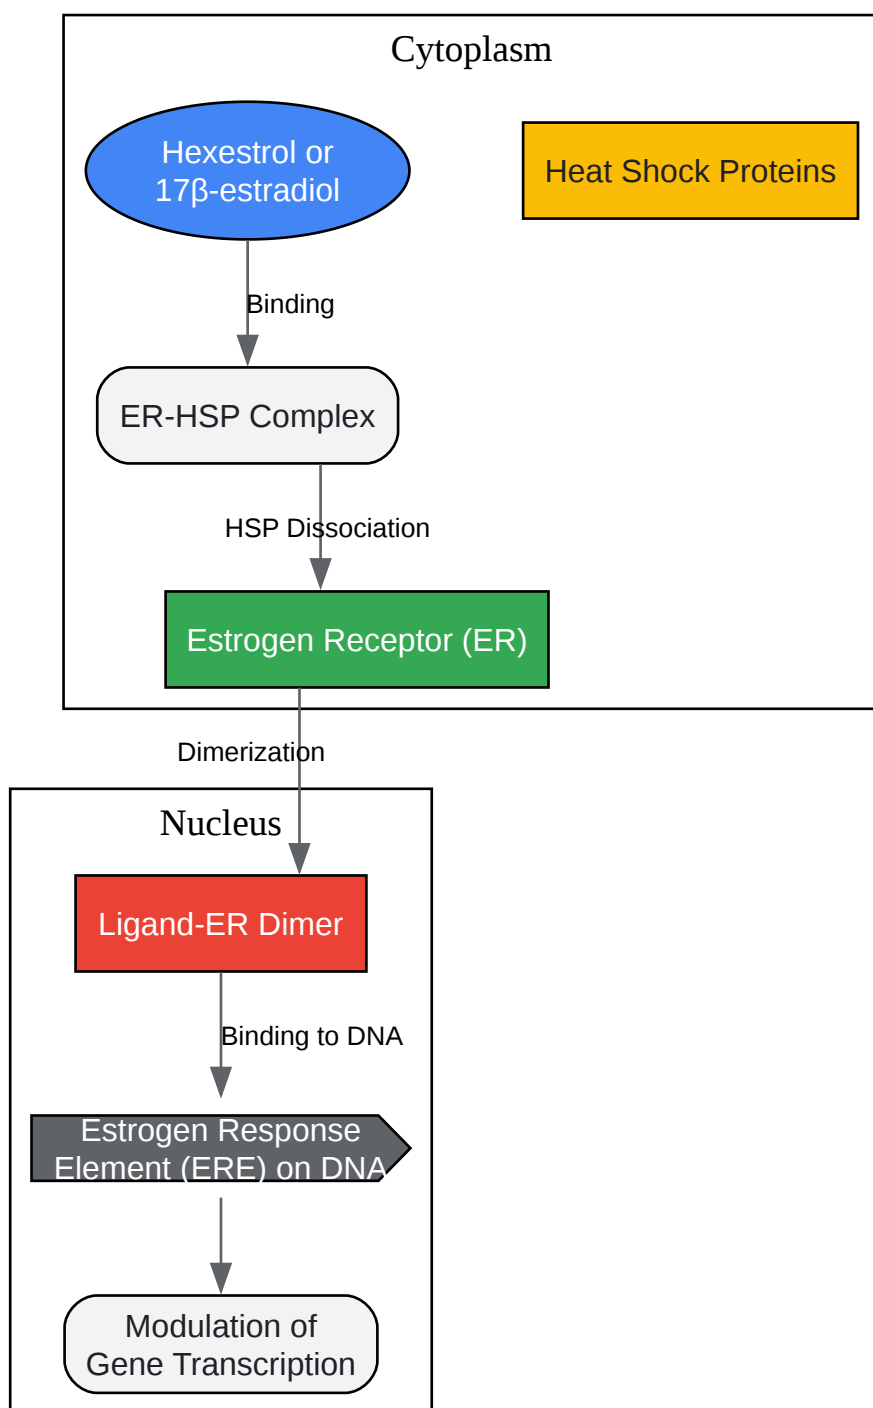 Cytoplasm
Hexestrol or
17β-estradiol
Heat Shock Proteins
Binding
ER-HSP Complex
HSP Dissociation
Estrogen Receptor (ER)
Dimerization
Nucleus
Ligand-ER Dimer
Binding to DNA
Estrogen Response
Element (ERE) on DNA
Modulation of
Gene Transcription